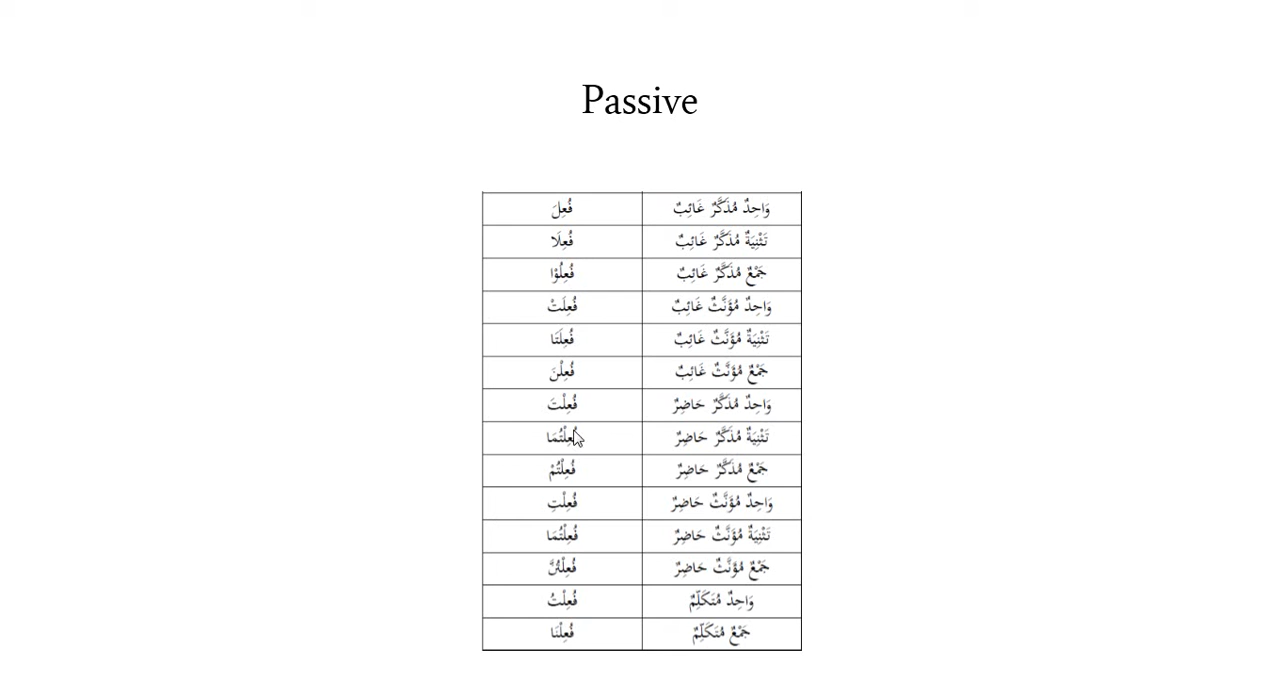 Passive
وَاحِدٌ مُذَكَّرٌ غَائِبٌ فُعِلَ
تَثْنِيَةٌ مُذَكَّرٌ غَائِبٌ فُعِلَا
جَمْعٌ مُذَكَّرٌ غَائِبٌ فُعِلُوْا
وَاحِدٌ مُؤَنَّثٌ غَائِبٌ فُعِلَتْ
تَثْنِيَةٌ مُؤَنَّثٌ غَائِبٌ فُعِلَتَا
جَمْعٌ مُؤَنَّثٌ غَائِبٌ فُعِلْنَ
وَاحِدٌ مُذَكَّرٌ حَاضِرٌ فُعِلْتَ
تَثْنِيَةٌ مُذَكَّرٌ حَاضِرٌ فُعِلْتُمَا
جَمْعٌ مُذَكَّرٌ حَاضِرٌ فُعِلْتُمْ
وَاحِدٌ مُؤَنَّثٌ حَاضِرٌ فُعِلْتِ
تَثْنِيَةٌ مُؤَنَّثٌ حَاضِرٌ فُعِلْتُمَا
جَمْعٌ مُؤَنَّثٌ حَاضِرٌ فُعِلْتُنَّ
وَاحِدٌ مُتَكَلِّمٌ فُعِلْتُ
جَمْعٌ مُتَكَلِّمٌ فُعِلْنَا